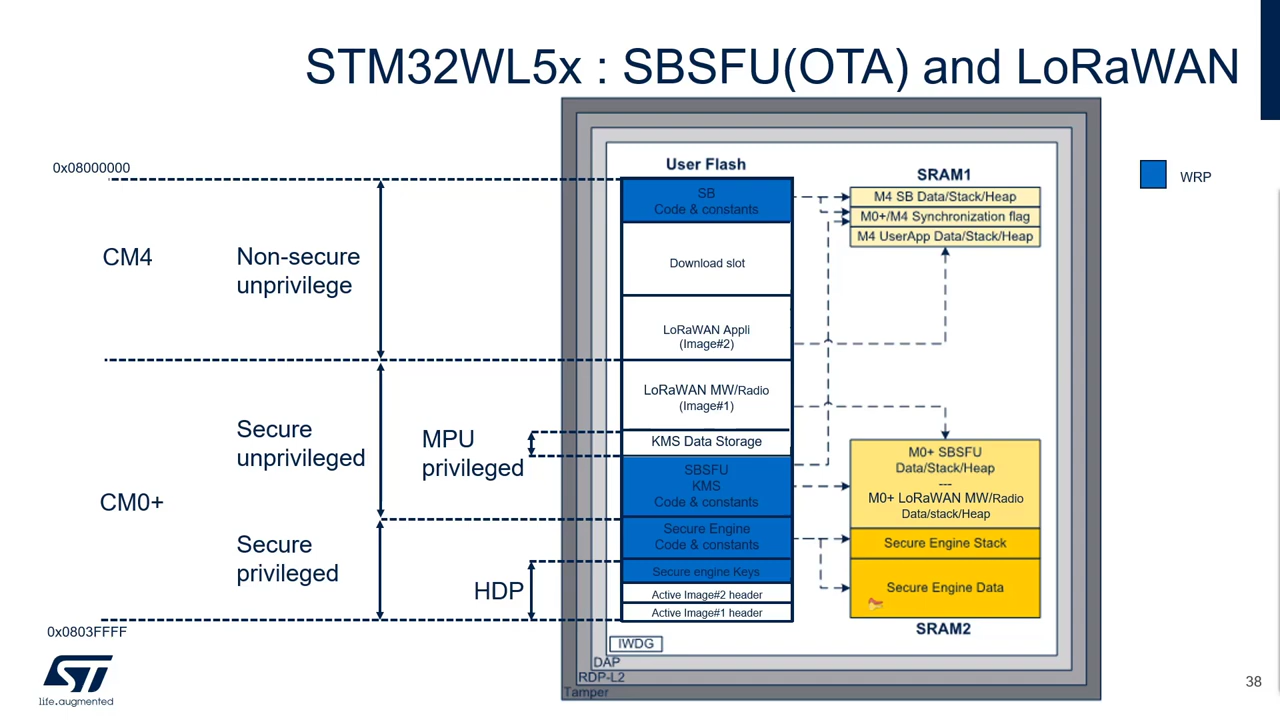 STM32WL5x : SBSFU(OTA) and LoRaWAN
0x08000000
CM4
Non-secure
unprivilege
CM0+
Secure
unprivileged
MPU
privileged
Secure
privileged
HDP
0x0803FFFF
User Flash
SB
Code & constants
Download slot
LoRaWAN Appli
(Image#2)
LoRaWAN MW/Radio
(Image#1)
KMS Data Storage
SBSFU
KMS
Code & constants
Secure Engine
Code & constants
Secure engine Keys
Active Image#2 header
Active Image#1 header
IWDG
DAP
RDP-L2
Tamper
SRAM1
M4 SB Data/Stack/Heap
M0+/M4 Synchronization flag
M4 UserApp Data/Stack/Heap
M0+ SBSFU
Data/Stack/Heap
---
M0+ LoRaWAN MW/Radio
Data/stack/Heap
Secure Engine Stack
Secure Engine Data
SRAM2
WRP
ST
life.augmented
38